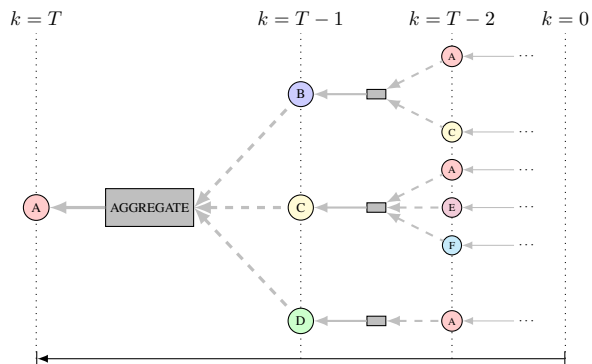 k = T
k = T − 1
k = T − 2
k = 0
A
...
B
C
...
A
...
A
AGGREGATE
C
E
...
F
...
D
A
...